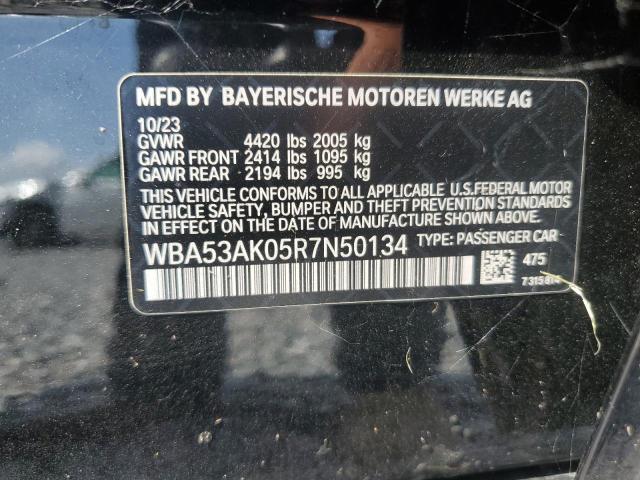 MFD BY BAYERISCHE MOTOREN WERKE AG
10/23
GVWR 4420 lbs 2005 kg
GAWR FRONT 2414 lbs 1095 kg
GAWR REAR 2194 lbs 995 kg
THIS VEHICLE CONFORMS TO ALL APPLICABLE U.S.FEDERAL MOTOR
VEHICLE SAFETY, BUMPER AND THEFT PREVENTION STANDARDS
IN EFFECT ON THE DATE OF MANUFACTURE SHOWN ABOVE.
WBA53AK05R7N50134 TYPE: PASSENGER CAR
475